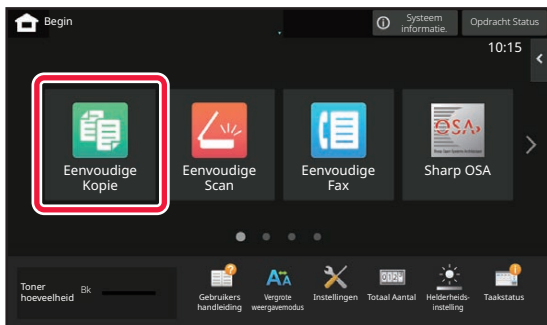 Begin
Systeem
informatie.
Opdracht Status
10:15
Eenvoudige
Kopie
Eenvoudige
Scan
Eenvoudige
Fax
OSA
Sharp OSA
Toner
hoeveelheid
Bk
Gebruikers
handleiding
Vergrote
weergavemodus
Instellingen
Totaal Aantal
Helderheids-
instelling
Taakstatus